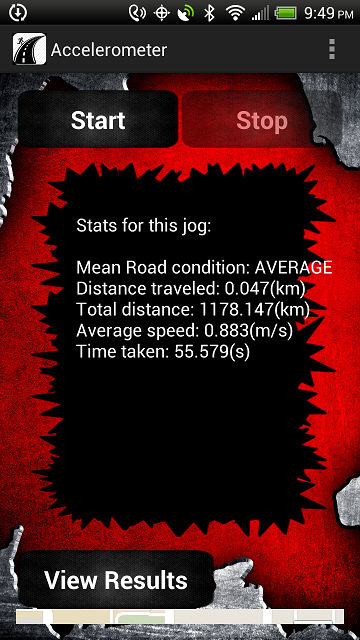 9:49 PM
Accelerometer
Start
Stop
Stats for this jog:
Mean Road condition: AVERAGE
Distance traveled: 0.047(km)
Total distance: 1178.147(km)
Average speed: 0.883(m/s)
Time taken: 55.579(s)
View Results